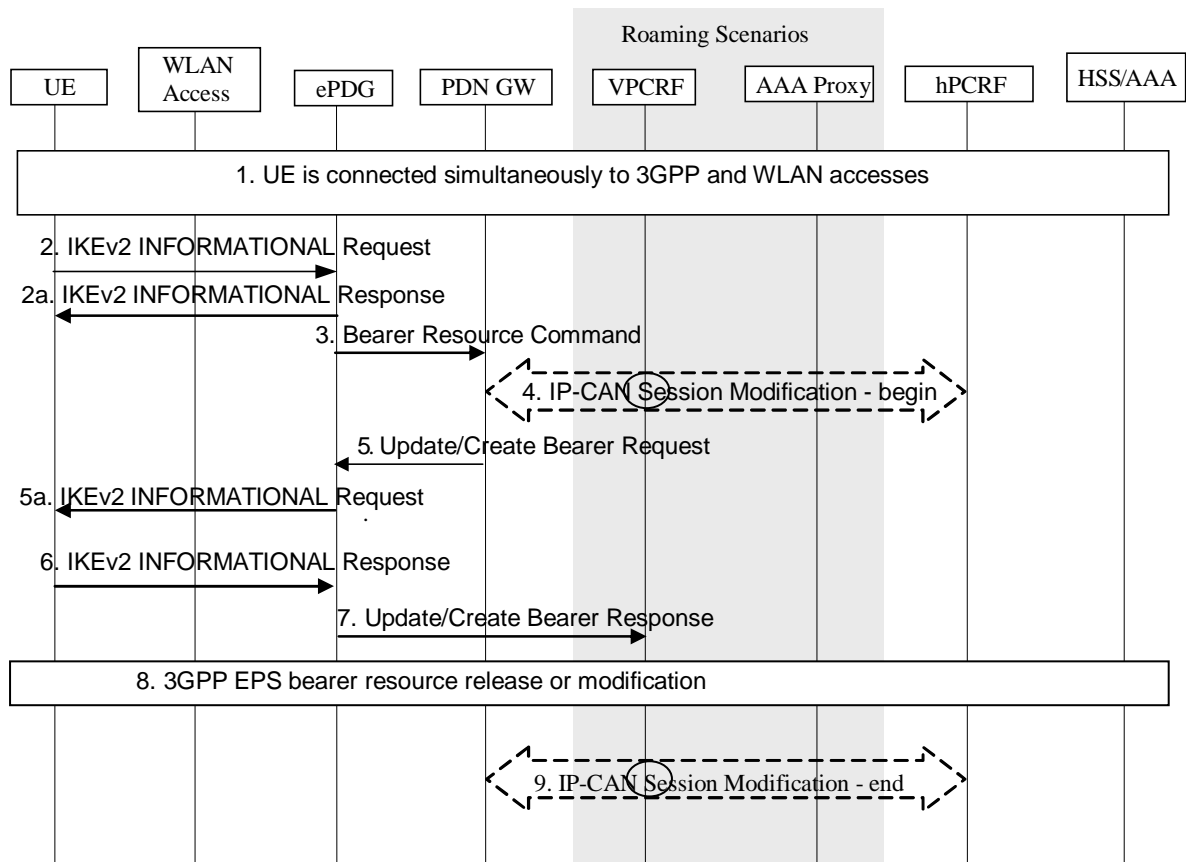 Roaming Scenarios
UE
WLAN
Access
ePDG
PDN GW
VPCRF
AAA Proxy
hPCRF
HSS/AAA
1. UE is connected simultaneously to 3GPP and WLAN accesses
2. IKEv2 INFORMATIONAL Request
2a. IKEv2 INFORMATIONAL Response
3. Bearer Resource Command
4. IP-CAN Session Modification - begin
5. Update/Create Bearer Request
5a. IKEv2 INFORMATIONAL Request
.
6. IKEv2 INFORMATIONAL Response
7. Update/Create Bearer Response
8. 3GPP EPS bearer resource release or modification
9. IP-CAN Session Modification - end